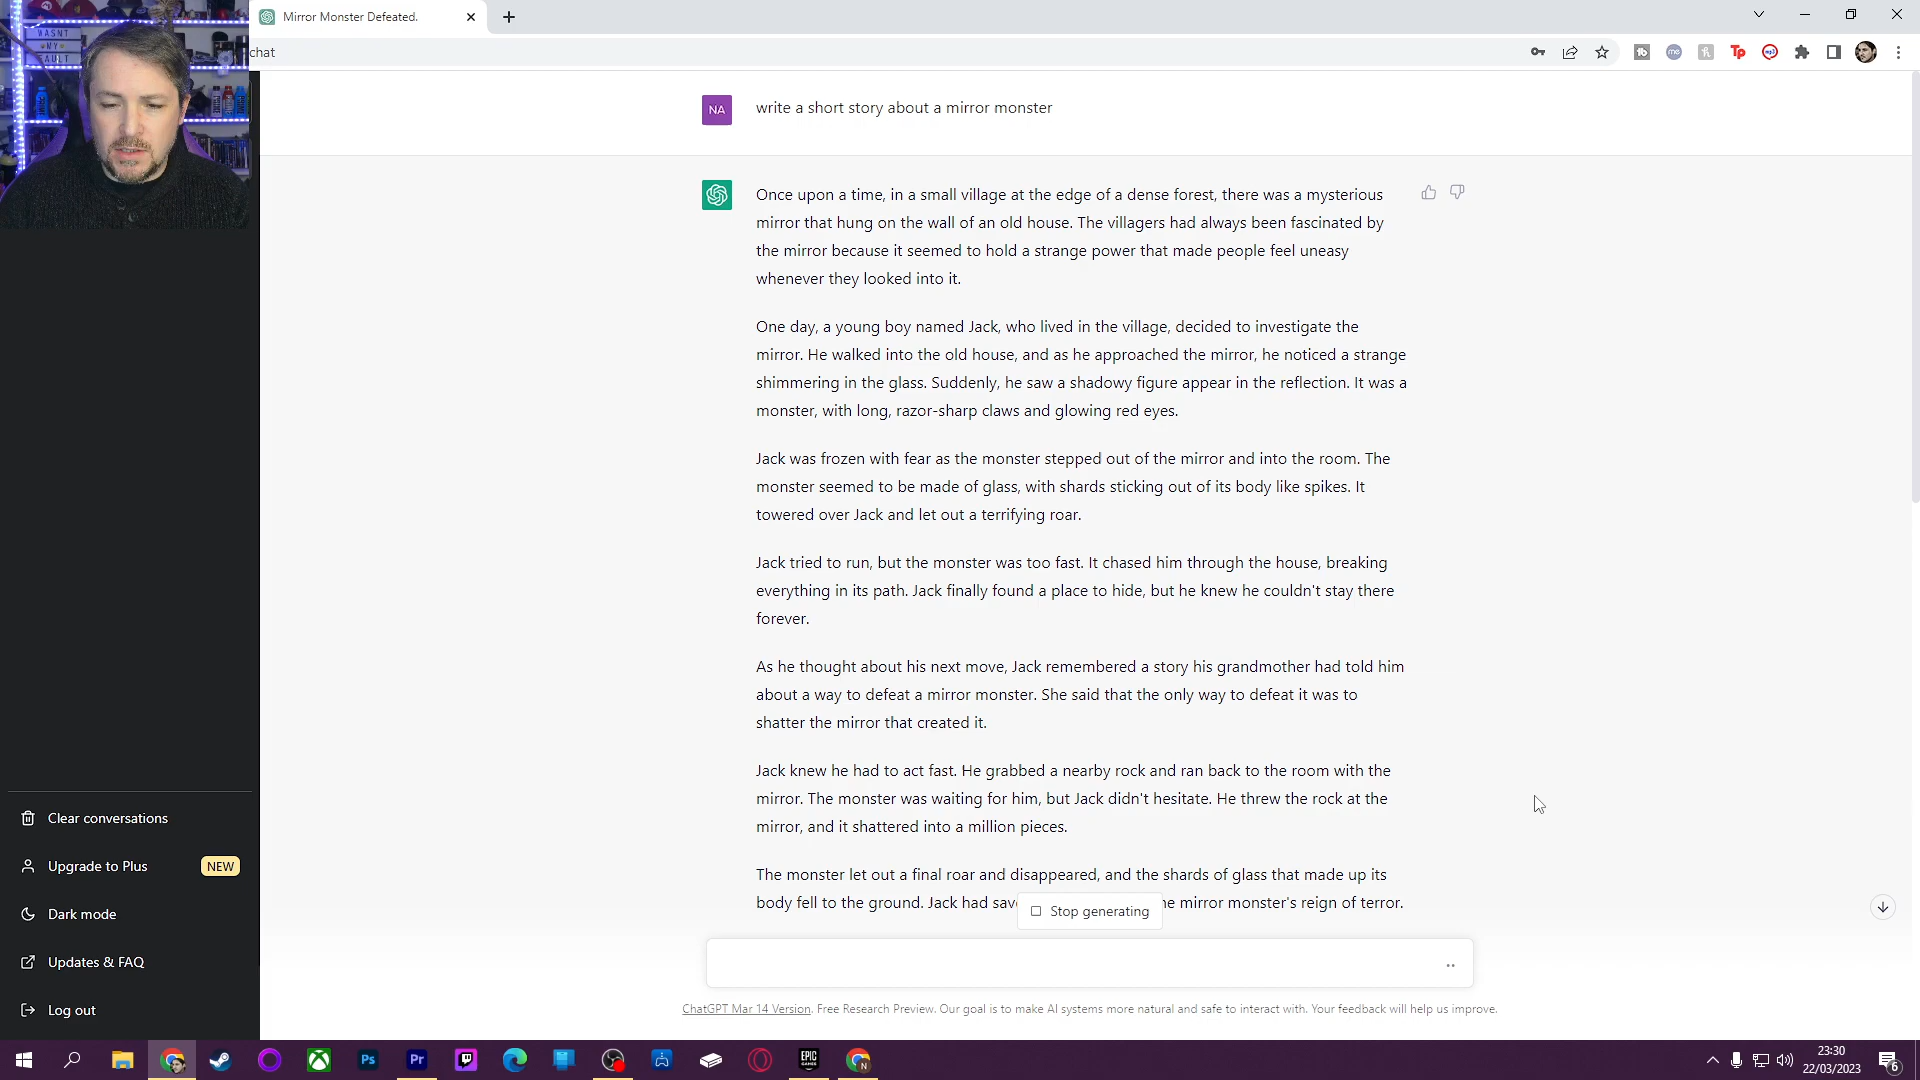 WASNT
MY
FAULT
Mirror Monster Defeated.
chat
NA
write a short story about a mirror monster
Once upon a time, in a small village at the edge of a dense forest, there was a mysterious
mirror that hung on the wall of an old house. The villagers had always been fascinated by
the mirror because it seemed to hold a strange power that made people feel uneasy
whenever they looked into it.
One day, a young boy named Jack, who lived in the village, decided to investigate the
mirror. He walked into the old house, and as he approached the mirror, he noticed a strange
shimmering in the glass. Suddenly, he saw a shadowy figure appear in the reflection. It was a
monster, with long, razor-sharp claws and glowing red eyes.
Jack was frozen with fear as the monster stepped out of the mirror and into the room. The
monster seemed to be made of glass, with shards sticking out of its body like spikes. It
towered over Jack and let out a terrifying roar.
Jack tried to run, but the monster was too fast. It chased him through the house, breaking
everything in its path. Jack finally found a place to hide, but he knew he couldn't stay there
forever.
As he thought about his next move, Jack remembered a story his grandmother had told him
about a way to defeat a mirror monster. She said that the only way to defeat it was to
shatter the mirror that created it.
Jack knew he had to act fast. He grabbed a nearby rock and ran back to the room with the
mirror. The monster was waiting for him, but Jack didn't hesitate. He threw the rock at the
mirror, and it shattered into a million pieces.
The monster let out a final roar and disappeared, and the shards of glass that made up its
body fell to the ground. Jack had sav he mirror monster's reign of terror.
Stop generating
Clear conversations
Upgrade to Plus
NEW
Dark mode
Updates & FAQ
Log out
ChatGPT Mar 14 Version. Free Research Preview. Our goal is to make AI systems more natural and safe to interact with. Your feedback will help us improve.
Tp
me
Ps
Pr
EPIC
GAMES
N
23:30
22/03/2023
6